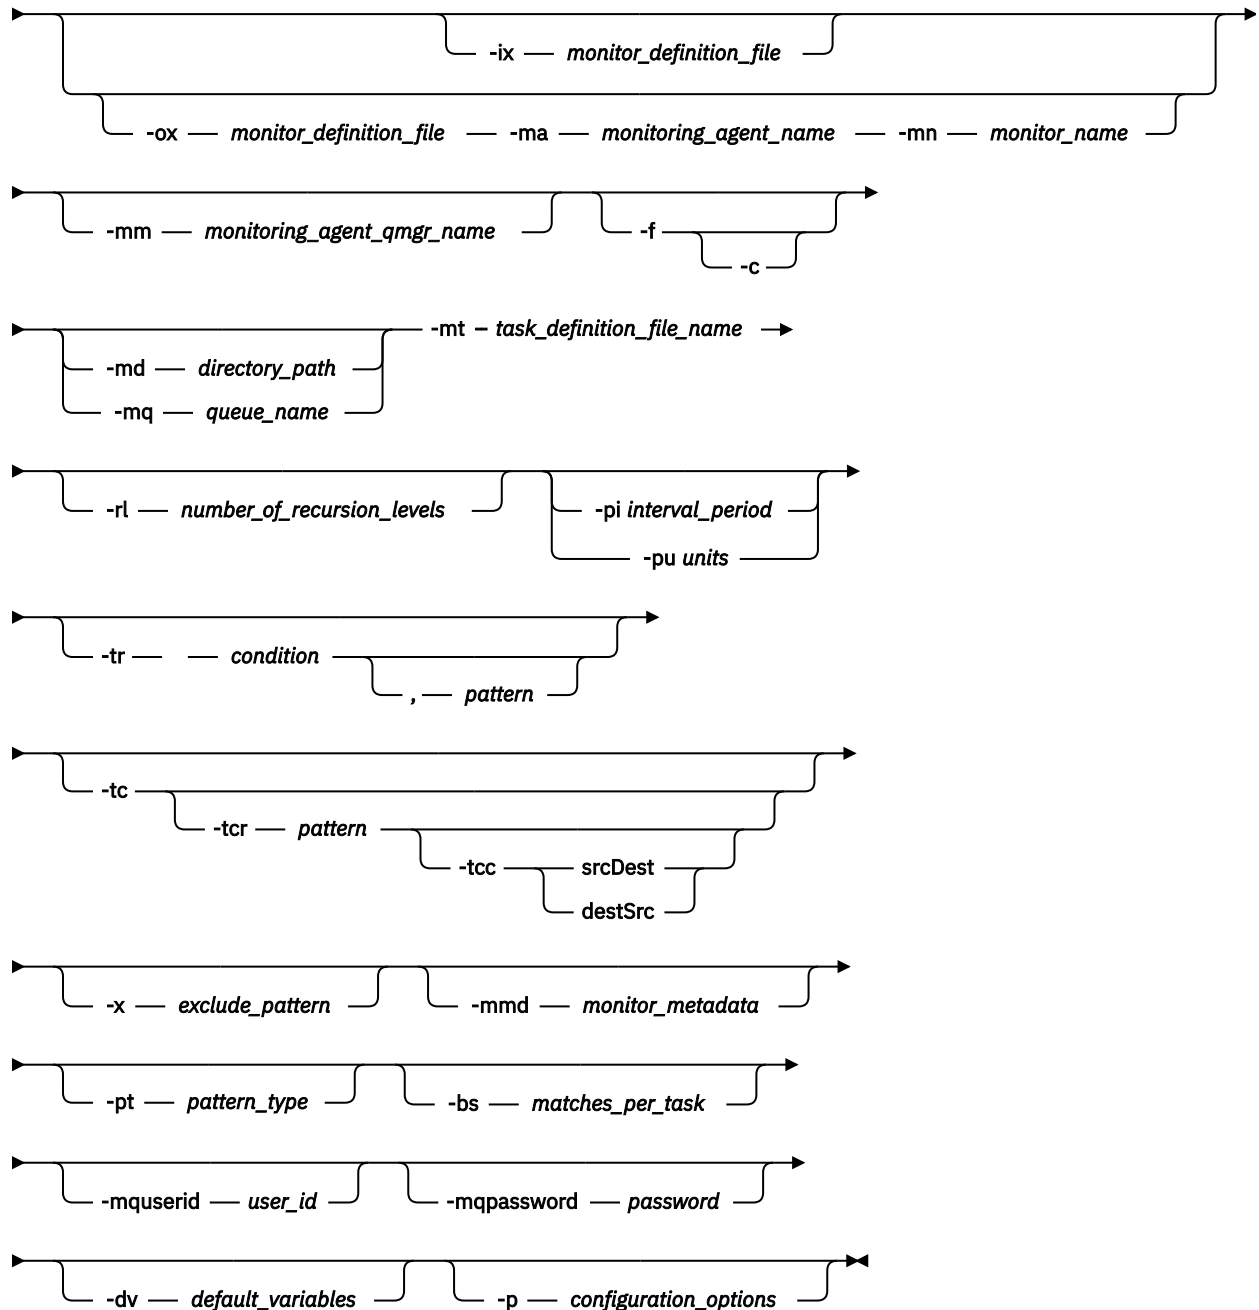 -ix monitor_definition_file
-ox monitor_definition_file -ma monitoring_agent_name -mn monitor_name
-mm monitoring_agent_qmgr_name -f
-c
-mt task_definition_file_name
-md directory_path
-mq queue_name
-rl number_of_recursion_levels -pi interval_period
-pu units
-tr condition
, pattern
-tc
-tcr pattern
-tcc srcDest
destSrc
-x exclude_pattern -mmd monitor_metadata
-pt pattern_type -bs matches_per_task
-mquserid user_id -mqpassword password
-dv default_variables -p configuration_options